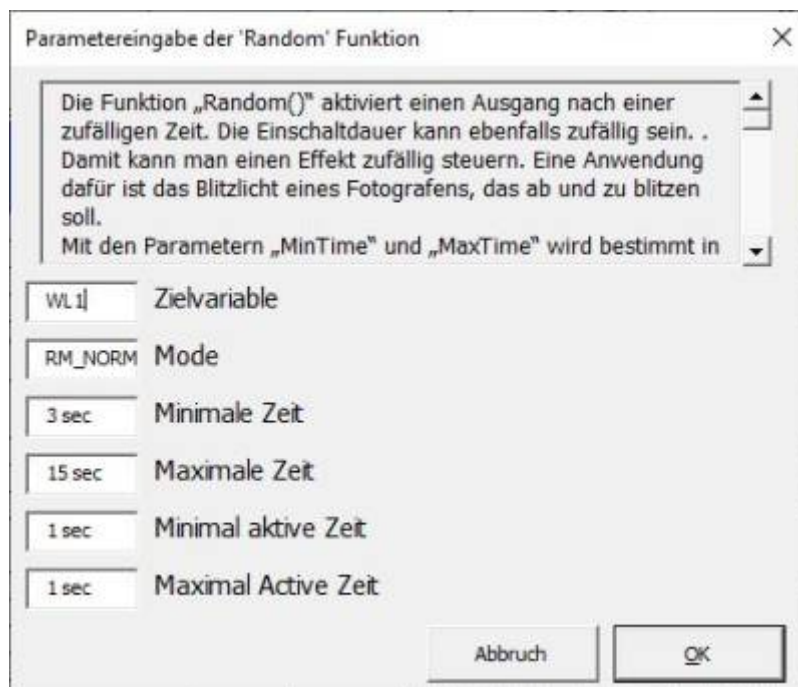 Parametereingabe der 'Random' Funktion
Die Funktion „Random()“ aktiviert einen Ausgang nach einer
zufälligen Zeit. Die Einschaltdauer kann ebenfalls zufällig sein. .
Damit kann man einen Effekt zufällig steuern. Eine Anwendung
dafür ist das Blitzlicht eines Fotografens, das ab und zu blitzen
soll.
Mit den Parametern „MinTime“ und „MaxTime“ wird bestimmt in
WL1 Zielvariable
RM_NORM Mode
3 sec Minimale Zeit
15 sec Maximale Zeit
1 sec Minimal aktive Zeit
1 sec Maximal Active Zeit
Abbruch OK